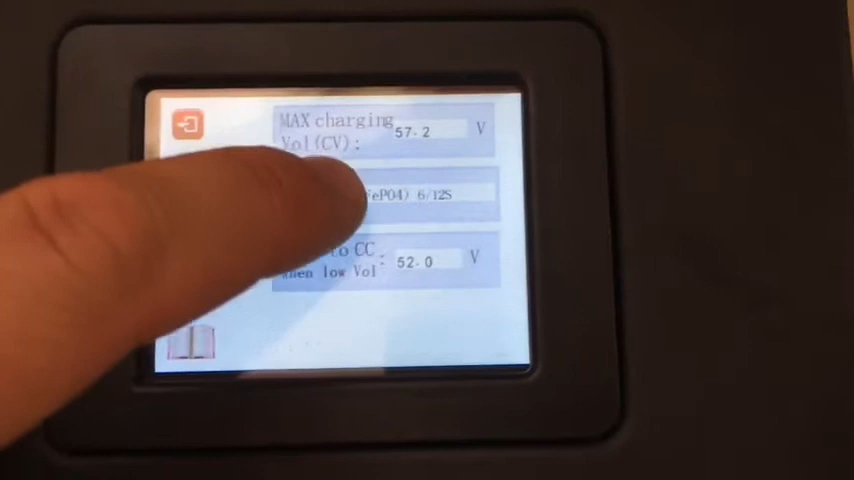 MAX charging
Vol(CV): 57.2 V
FePO4) 6/12S
to CC
when low Vol : 52.0 V